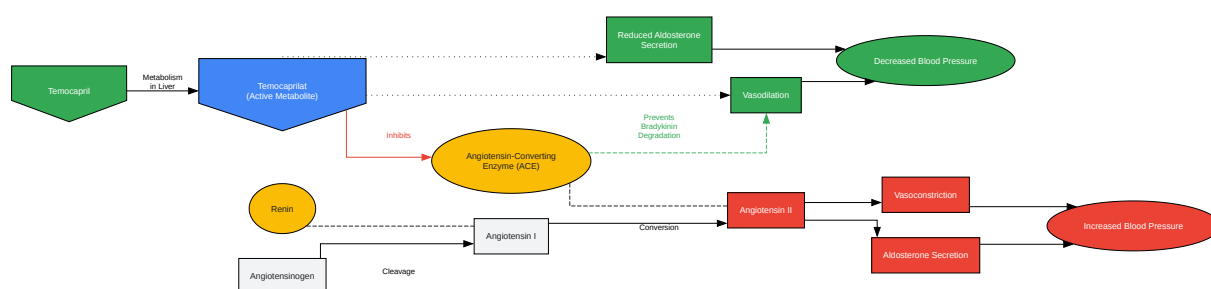 Reduced Aldosterone
Secretion
Decreased Blood Pressure
Temocapril
Metabolism
in Liver
Temocaprilat
(Active Metabolite)
Vasodilation
Prevents
Bradykinin
Degradation
Inhibits
Angiotensin-Converting
Enzyme (ACE)
Renin
Angiotensin I
Conversion
Angiotensin II
Vasoconstriction
Increased Blood Pressure
Aldosterone Secretion
Angiotensinogen
Cleavage